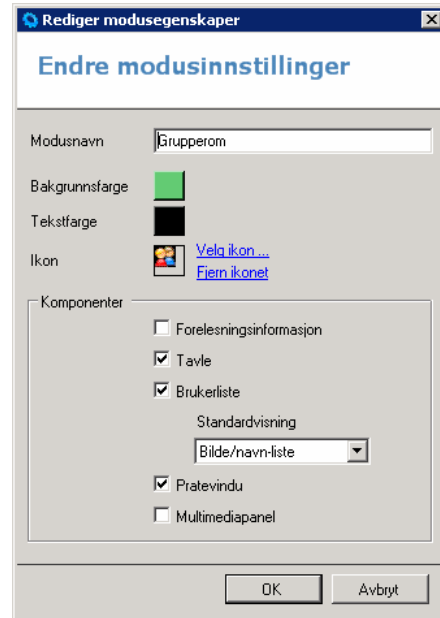 Rediger modusegenskaper
Endre modusinnstillinger
Modusnavn Grupperom
Bakgrunnsfarge
Tekstfarge
Ikon Velg ikon ...
Fjern ikonet
Komponenter
Forelesningsinformasjon
Tavle
Brukerliste
Standardvisning
Bilde/navn-liste
Pratevindu
Multimediapanel
OK Avbryt